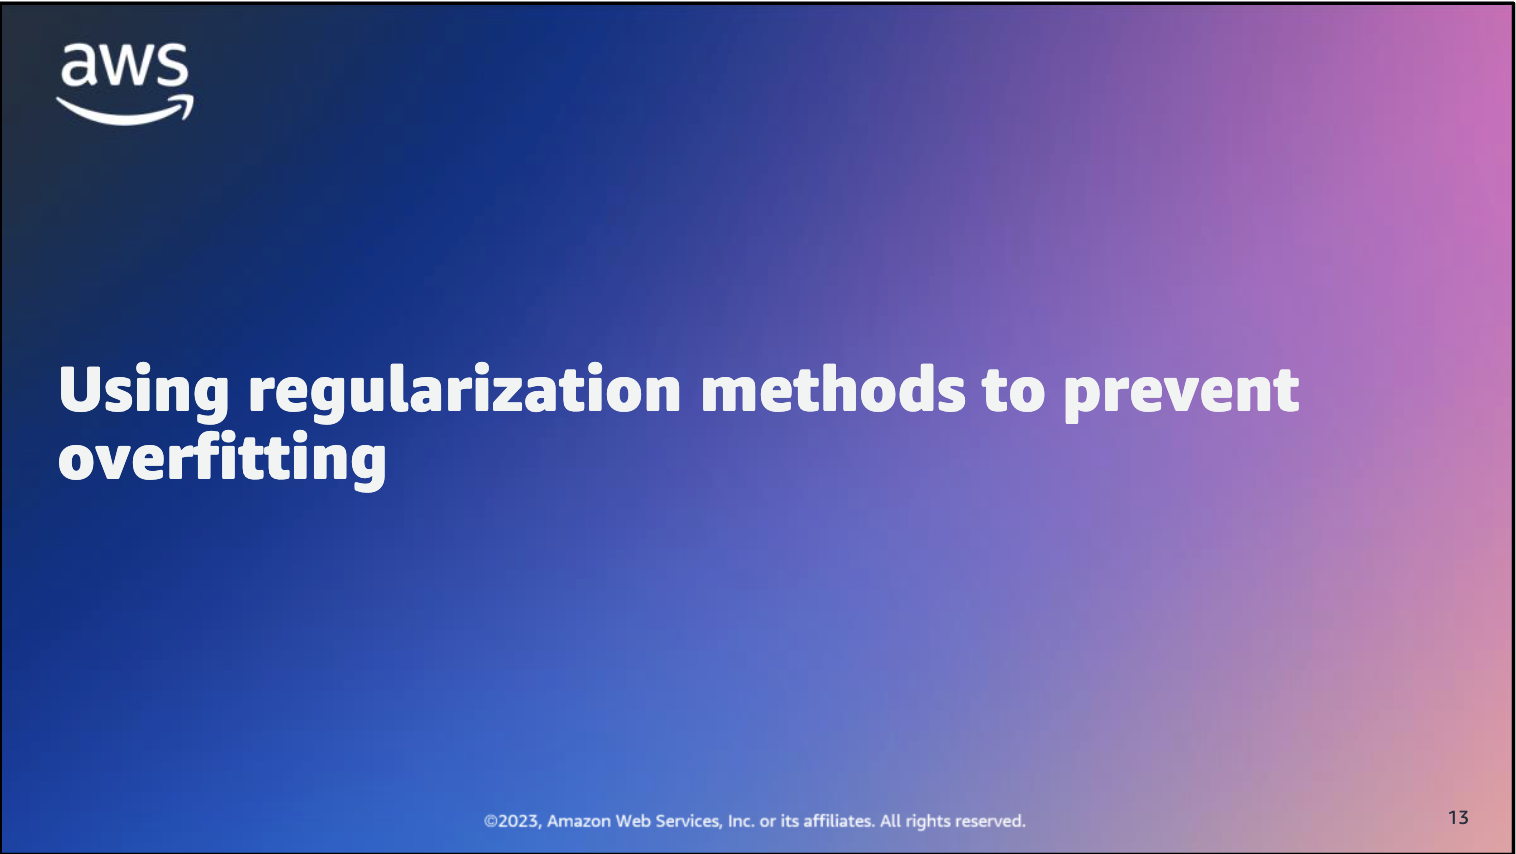 aws
Using regularization methods to prevent
overfitting
©2023, Amazon Web Services, Inc. or its affiliates. All rights reserved.
13